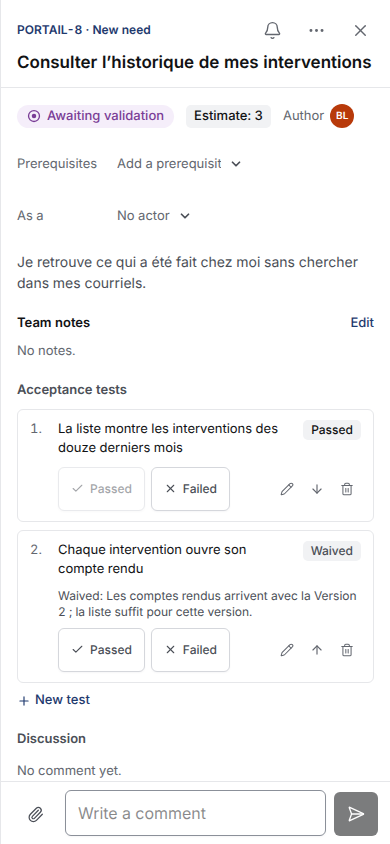 PORTAIL-8 · New need
Consulter l’historique de mes interventions
Awaiting validation
Estimate: 3
Author
BL
Prerequisites
Add a prerequisit
As a
No actor
Je retrouve ce qui a été fait chez moi sans chercher
dans mes courriels.
Team notes
Edit
No notes.
Acceptance tests
1.
La liste montre les interventions des
douze derniers mois
Passed
Passed
Failed
2.
Chaque intervention ouvre son
compte rendu
Waived
Waived: Les comptes rendus arrivent avec la Version
2 ; la liste suffit pour cette version.
Passed
Failed
New test
Discussion
No comment yet.
Write a comment